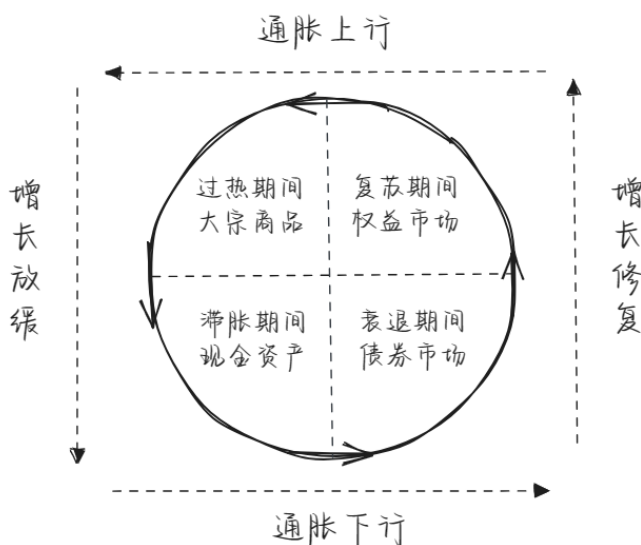 通胀上行
过热期间
大宗商品
复苏期间
权益市场
增长放缓
增长修复
滞胀期间
现金资产
衰退期间
债券市场
通胀下行